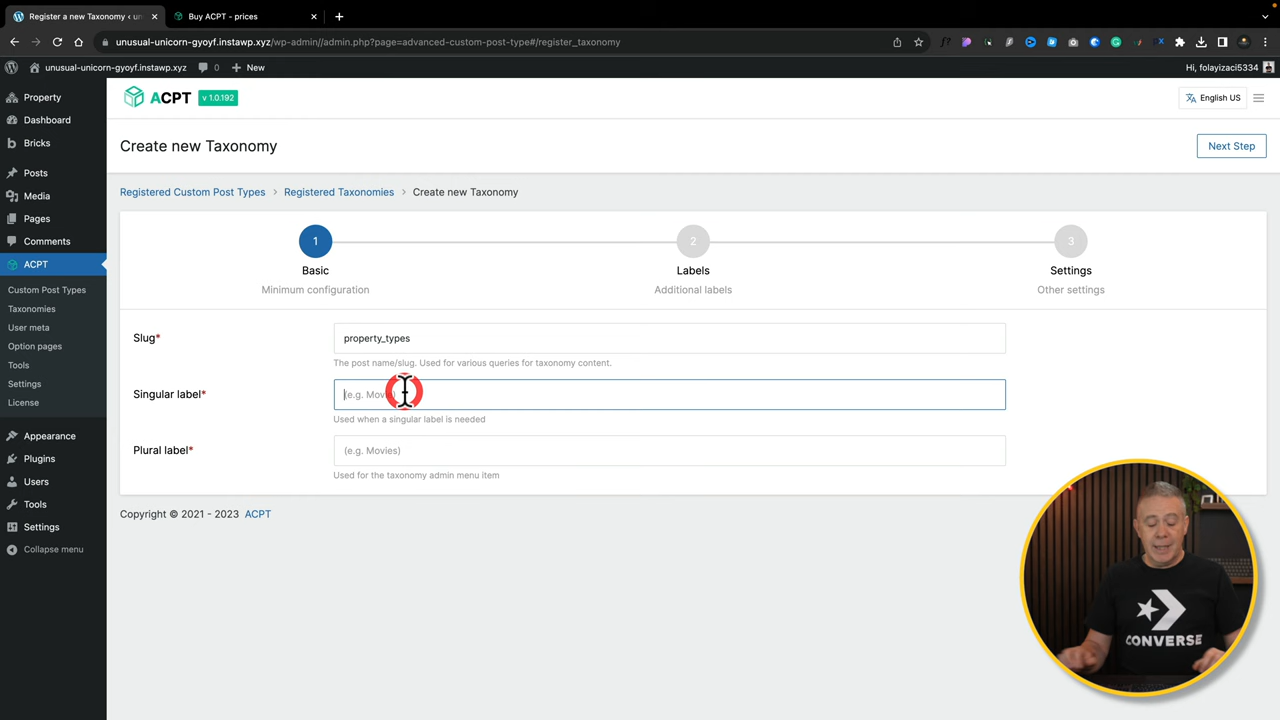 Register a new Taxonomy ‹ un
Buy ACPT - prices
unusual-unicorn-gyoyf.instawp.xyz/wp-admin//admin.php?page=advanced-custom-post-type#/register_taxonomy
unusual-unicorn-gyoyf.instawp.xyz
0
New
Hi, folayizaci5334
Property
Dashboard
Bricks
Posts
Media
Pages
Comments
ACPT
Custom Post Types
Taxonomies
User meta
Option pages
Tools
Settings
License
Appearance
Plugins
Users
Tools
Settings
Collapse menu
ACPT
v 1.0.192
English US
Create new Taxonomy
Next Step
Registered Custom Post Types > Registered Taxonomies > Create new Taxonomy
1
2
3
Basic
Labels
Settings
Minimum configuration
Additional labels
Other settings
Slug*
property_types
The post name/slug. Used for various queries for taxonomy content.
Singular label*
(e.g. Movie)
Used when a singular label is needed
Plural label*
(e.g. Movies)
Used for the taxonomy admin menu item
Copyright © 2021 - 2023 ACPT
CONVERSE